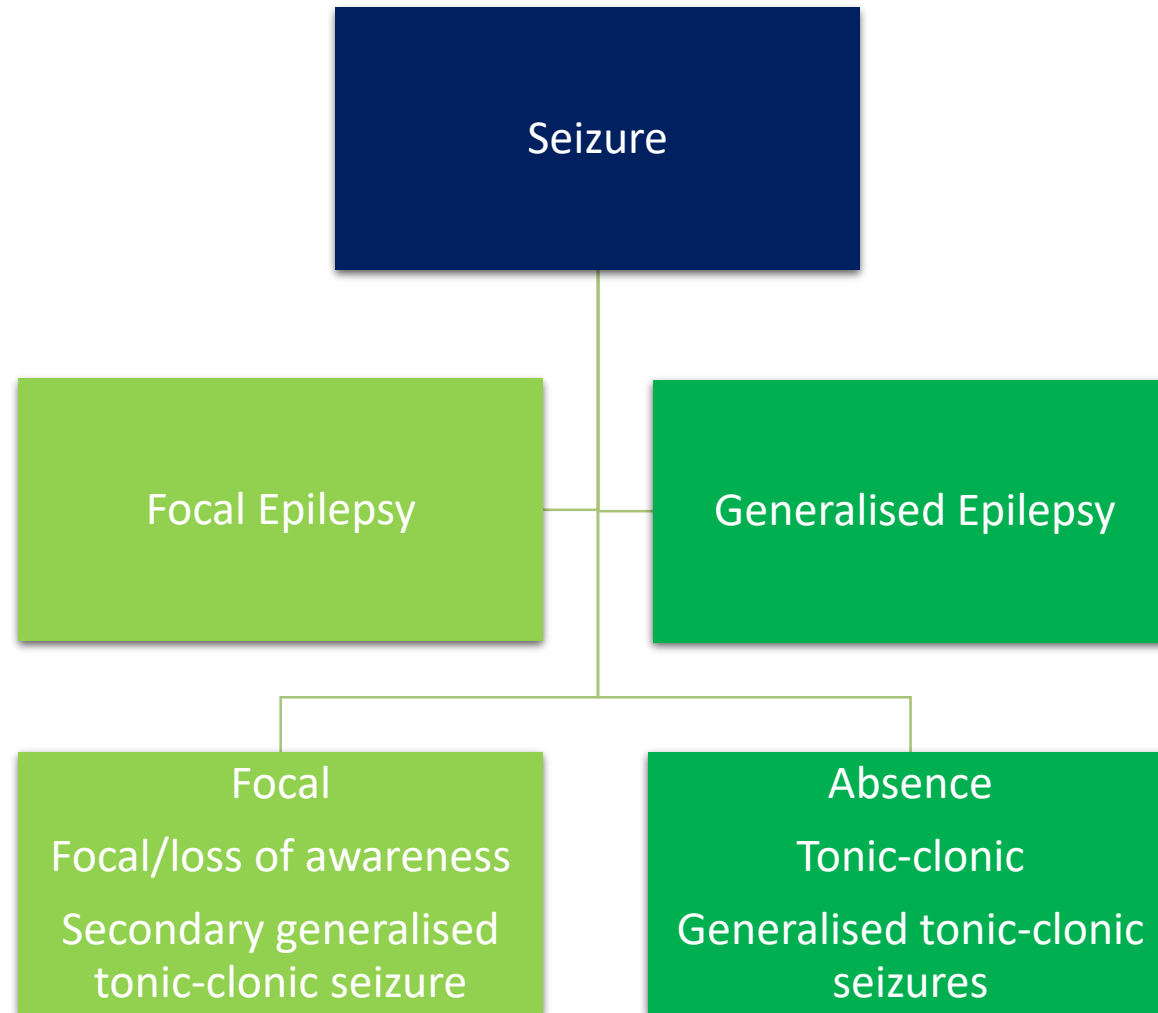 Seizure
Focal Epilepsy
Generalised Epilepsy
Focal
Focal/loss of awareness
Secondary generalised
tonic-clonic seizure
Absence
Tonic-clonic
Generalised tonic-clonic
seizures